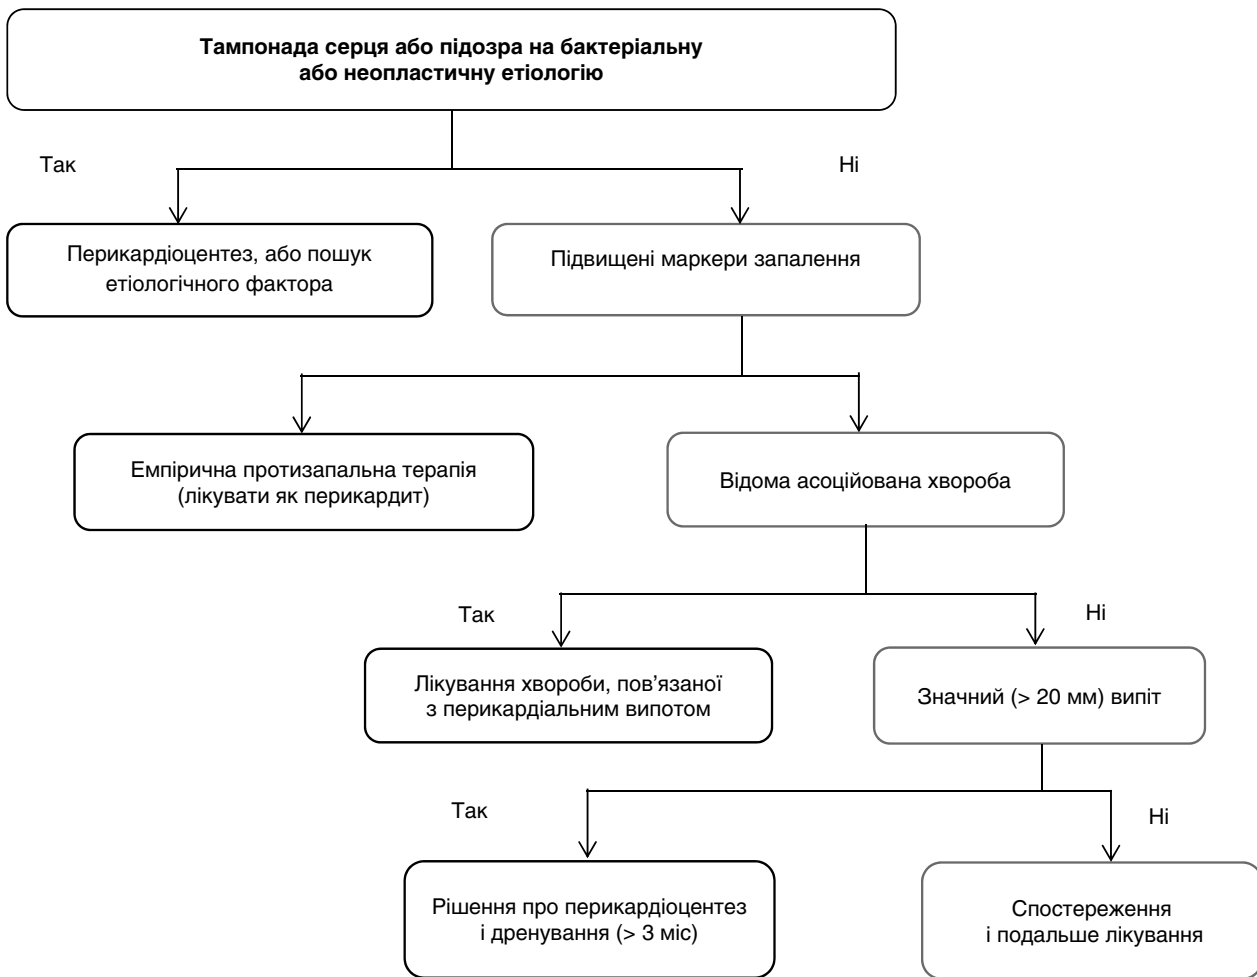 Тампонада серця або підозра на бактеріальну
або неопластичну етіологію
Так
Ні
Перикардіоцентез, або пошук
етіологічного фактора
Підвищені маркери запалення
Емпірична протизапальна терапія
(лікувати як перикардит)
Відома асоційована хвороба
Так
Ні
Лікування хвороби, пов’язаної
з перикардіальним випотом
Значний (> 20 мм) випіт
Так
Ні
Рішення про перикардіоцентез
і дренування (> 3 міс)
Спостереження
і подальше лікування